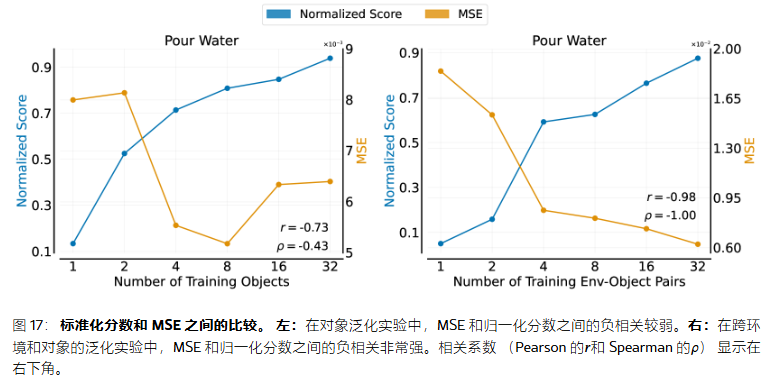 Normalized Score MSE
Pour Water
×10⁻³
Normalized Score
0.9
0.7
0.5
0.3
0.1
9
8
7
6
5
MSE
r = -0.73
ρ = -0.43
1 2 4 8 16 32
Number of Training Objects
Pour Water
×10⁻²
Normalized Score
0.9
0.7
0.5
0.3
0.1
2.00
1.65
1.30
0.95
0.60
MSE
r = -0.98
ρ = -1.00
1 2 4 8 16 32
Number of Training Env-Object Pairs
图 17： 标准化分数和 MSE 之间的比较。 左：在对象泛化实验中，MSE 和归一化分数之间的负相关较弱。右：在跨环
境和对象的泛化实验中，MSE 和归一化分数之间的负相关非常强。相关系数 （Pearson 的r和 Spearman 的ρ） 显示在
右下角。